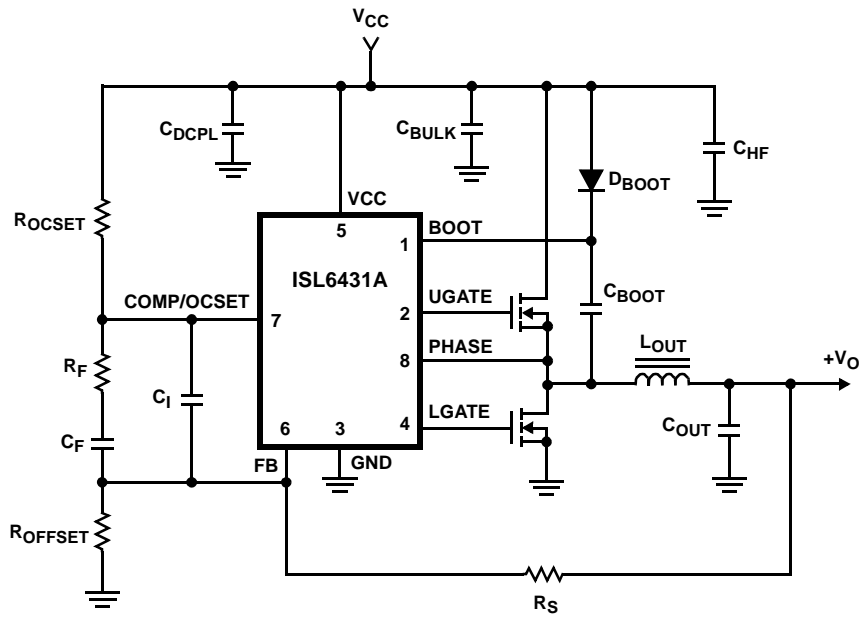 VCC
CDCPL
CBULK
CHF
DBOOT
ROCSET
VCC
5
BOOT
1
ISL6431A
CBOOT
COMP/OCSET
7
UGATE
2
PHASE
8
LOUT
+VO
RF
CI
LGATE
4
COUT
CF
6
3
FB
GND
ROFFSET
RS